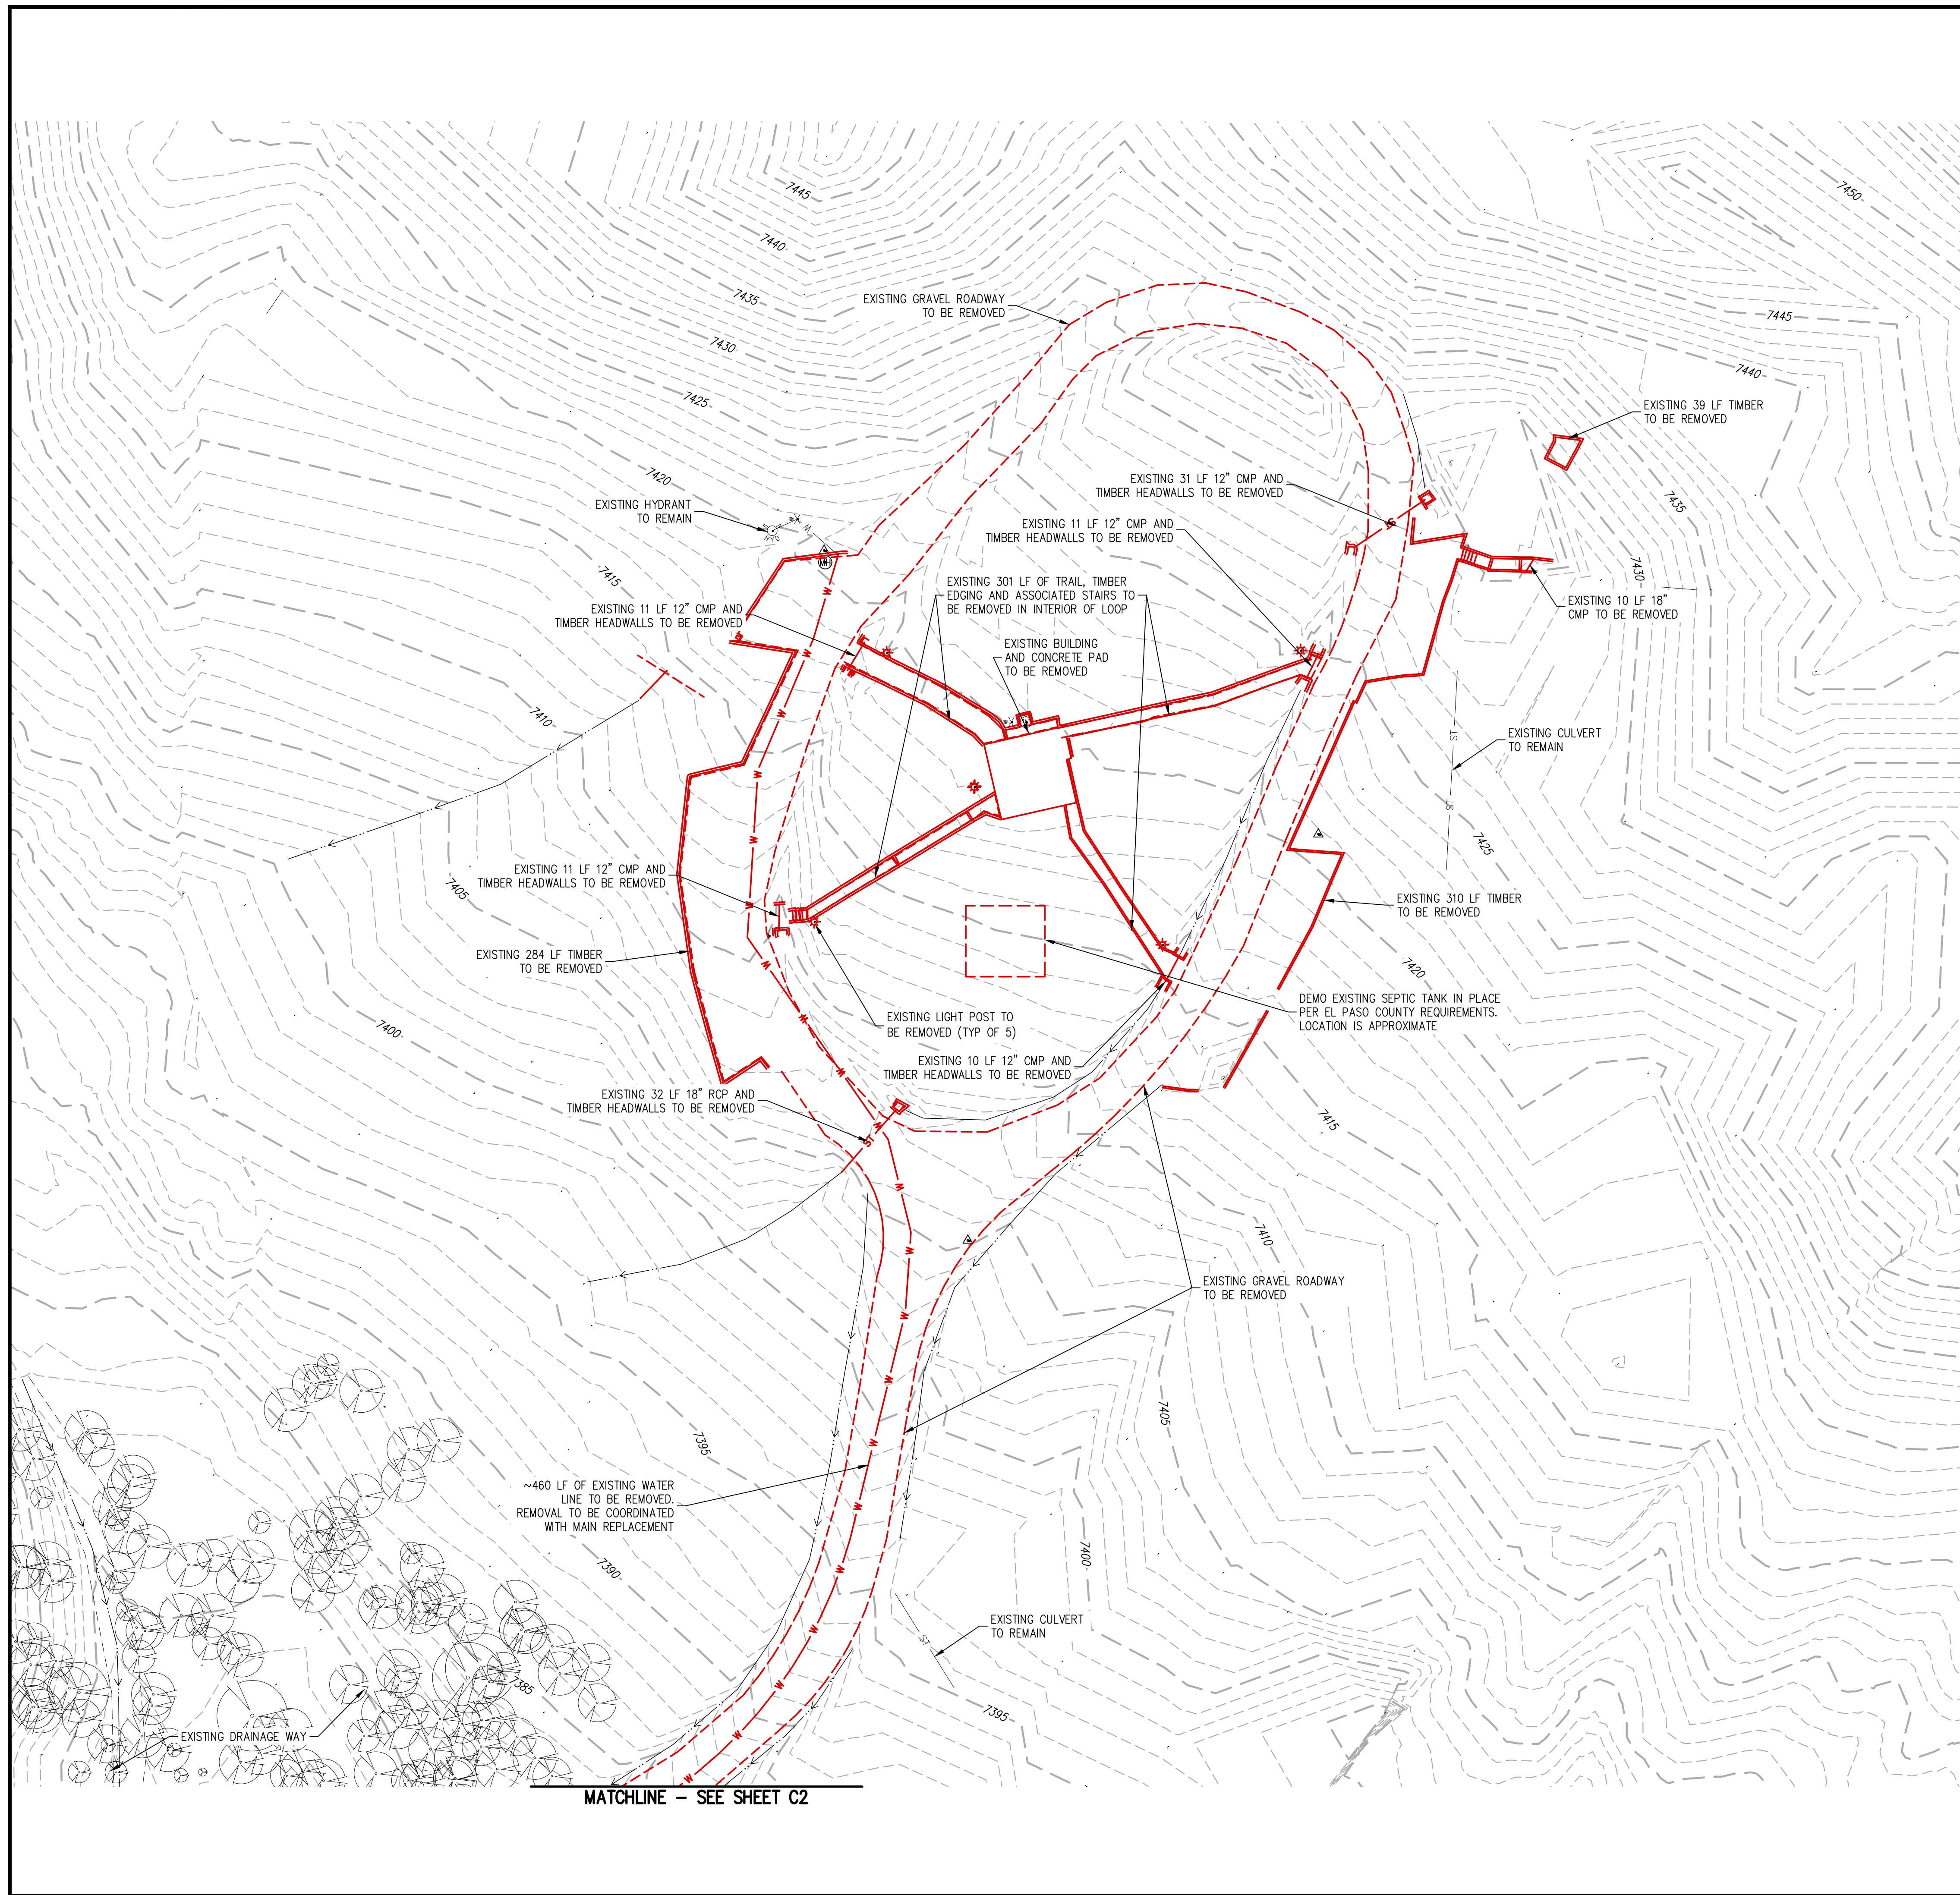 7445
7450
7440
7435
EXISTING GRAVEL ROADWAY
TO BE REMOVED
7445
7430
7440
7425
EXISTING 39 LF TIMBER
TO BE REMOVED
7420
EXISTING 31 LF 12" CMP AND
TIMBER HEADWALLS TO BE REMOVED
7435
EXISTING HYDRANT
TO REMAIN
HYD
W
EXISTING 11 LF 12" CMP AND
TIMBER HEADWALLS TO BE REMOVED
ST
MH
7415
7430
EXISTING 301 LF OF TRAIL, TIMBER
EDGING AND ASSOCIATED STAIRS TO
BE REMOVED IN INTERIOR OF LOOP
EXISTING 11 LF 12" CMP AND
TIMBER HEADWALLS TO BE REMOVED
EXISTING 10 LF 18"
CMP TO BE REMOVED
W
EXISTING BUILDING
AND CONCRETE PAD
TO BE REMOVED
W
7410
W
ST
EXISTING CULVERT
TO REMAIN
W
ST
W
7425
7405
EXISTING 11 LF 12" CMP AND
TIMBER HEADWALLS TO BE REMOVED
EXISTING 310 LF TIMBER
TO BE REMOVED
W
EXISTING 284 LF TIMBER
TO BE REMOVED
W
7420
DEMO EXISTING SEPTIC TANK IN PLACE
PER EL PASO COUNTY REQUIREMENTS.
LOCATION IS APPROXIMATE
7400
W
EXISTING LIGHT POST TO
BE REMOVED (TYP OF 5)
EXISTING 10 LF 12" CMP AND
TIMBER HEADWALLS TO BE REMOVED
W
EXISTING 32 LF 18" RCP AND
TIMBER HEADWALLS TO BE REMOVED
7415
W
ST
W
7410
W
EXISTING GRAVEL ROADWAY
TO BE REMOVED
W
W
7405
7395
W
~460 LF OF EXISTING WATER
LINE TO BE REMOVED.
REMOVAL TO BE COORDINATED
WITH MAIN REPLACEMENT
W
7400
7390
W
EXISTING CULVERT
TO REMAIN
W
ST
7385
W
7395
EXISTING DRAINAGE WAY
W
W
MATCHLINE – SEE SHEET C2